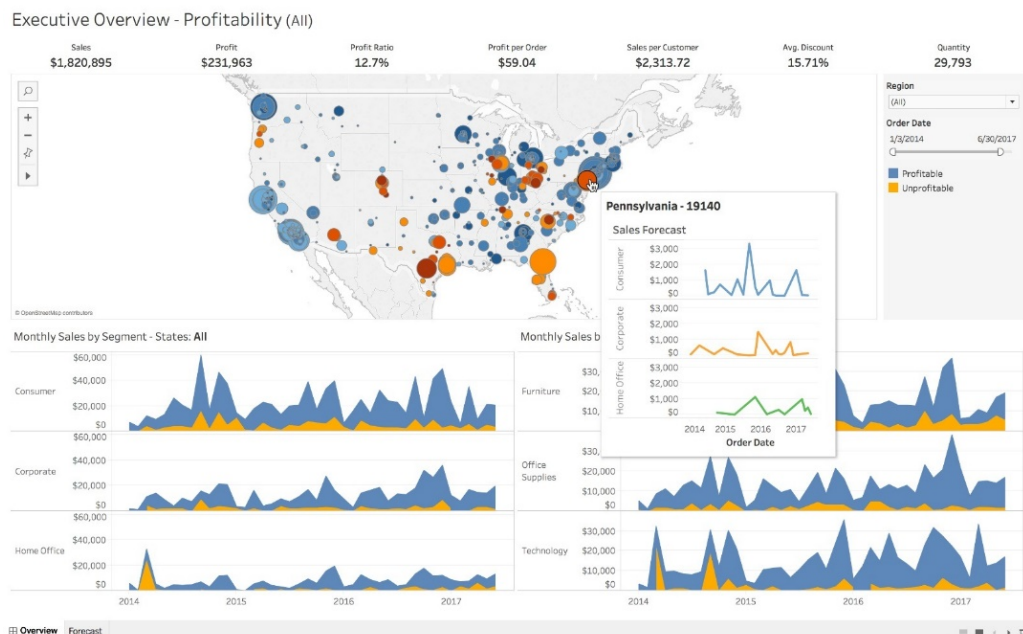 Executive Overview - Profitability (All)
Sales Profit Profit Ratio Profit per Order Sales per Customer Avg. Discount Quantity
$1,820,895 $231,963 12.7% $59.04 $2,313.72 15.71% 29,793
Region
(All)
Order Date
1/3/2014 6/30/2017
Profitable
Unprofitable
Pennsylvania - 19140
Sales Forecast
Consumer
$3,000
$2,000
$1,000
$0
Corporate
$3,000
$2,000
$1,000
$0
Home Office
$3,000
$2,000
$1,000
$0
2014 2015 2016 2017
Order Date
© OpenStreetMap contributors
Monthly Sales by Segment - States: All
Consumer
$60,000
$40,000
$20,000
$0
Corporate
$60,000
$40,000
$20,000
$0
Home Office
$60,000
$40,000
$20,000
$0
2014 2015 2016 2017
Monthly Sales b
Furniture
$30,
$20,
$10,
Office
Supplies
$30,
$20,000
$10,000
Technology
$30,000
$20,000
$10,000
$0
2014 2015 2016 2017
Overview Forecast